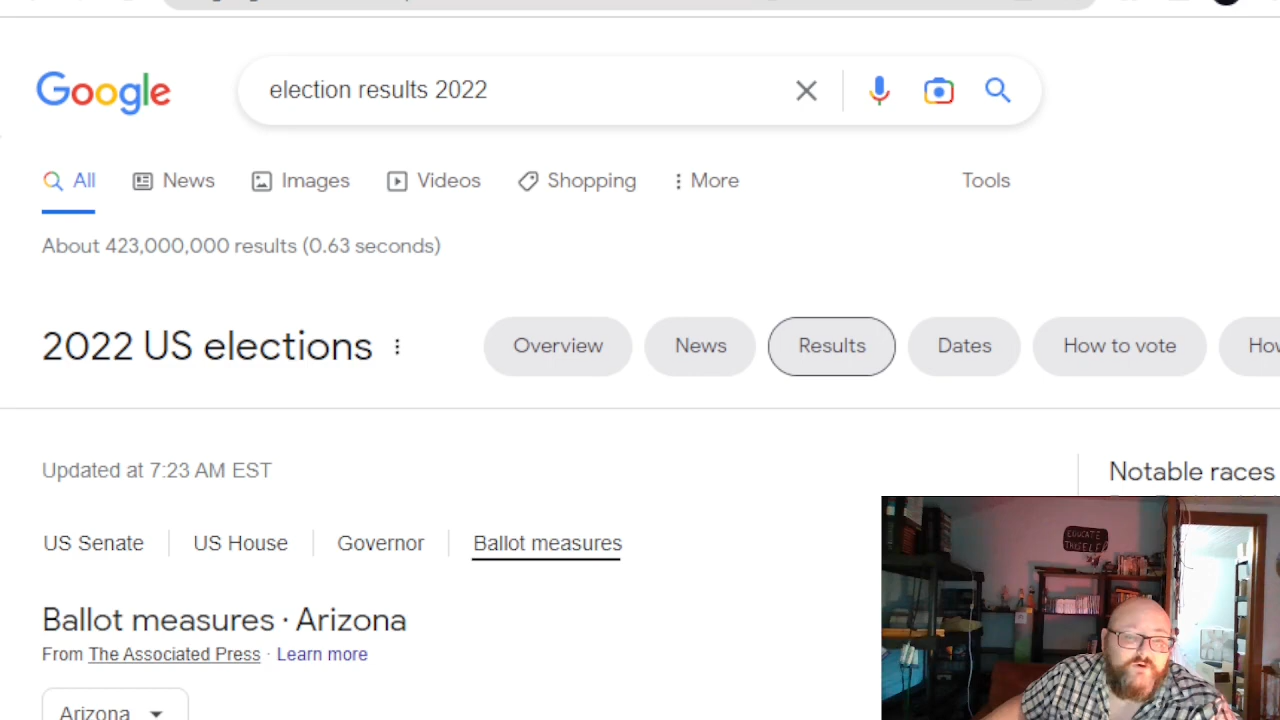 Google
election results 2022
All News Images Videos Shopping More Tools
About 423,000,000 results (0.63 seconds)
2022 US elections Overview News Results Dates How to vote How
Updated at 7:23 AM EST
Notable races
US Senate US House Governor Ballot measures
EDUCATE
THYSELF
Ballot measures · Arizona
From The Associated Press · Learn more
Arizona